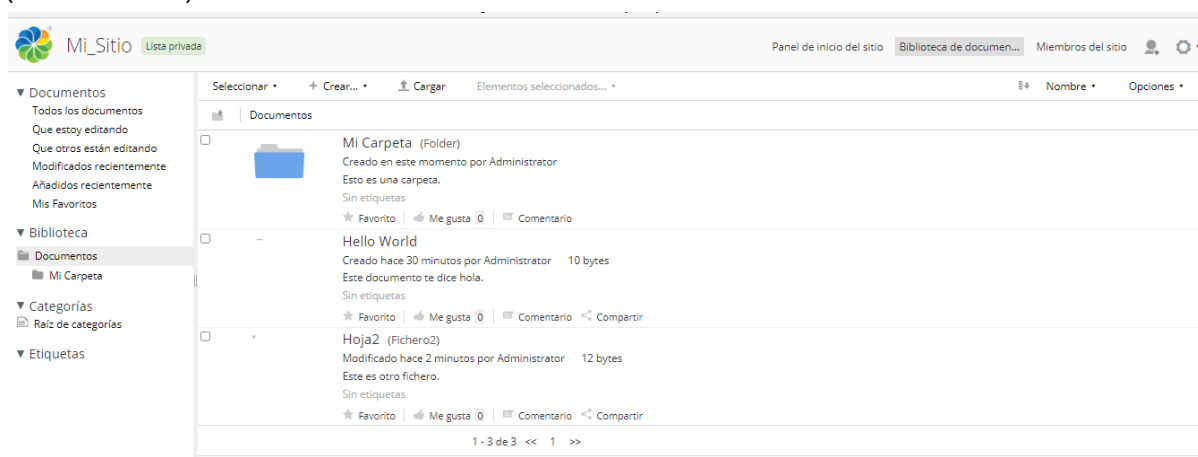 Mi_Sitio Lista privada
Panel de inicio del sitio Biblioteca de documen... Miembros del sitio
Documentos
Todos los documentos
Que estoy editando
Que otros están editando
Modificados recientemente
Añadidos recientemente
Mis Favoritos
Biblioteca
Documentos
Mi Carpeta
Categorías
Raíz de categorías
Etiquetas
Seleccionar + Crear... Cargar Elementos seleccionados... Nombre Opciones
Documentos
Mi Carpeta (Folder)
Creado en este momento por Administrator
Esto es una carpeta.
Sin etiquetas
Favorito Me gusta 0 Comentario
Hello World
Creado hace 30 minutos por Administrator 10 bytes
Este documento te dice hola.
Sin etiquetas
Favorito Me gusta 0 Comentario Compartir
Hoja2 (Fichero2)
Modificado hace 2 minutos por Administrator 12 bytes
Este es otro fichero.
Sin etiquetas
Favorito Me gusta 0 Comentario Compartir
1 - 3 de 3 << 1 >>